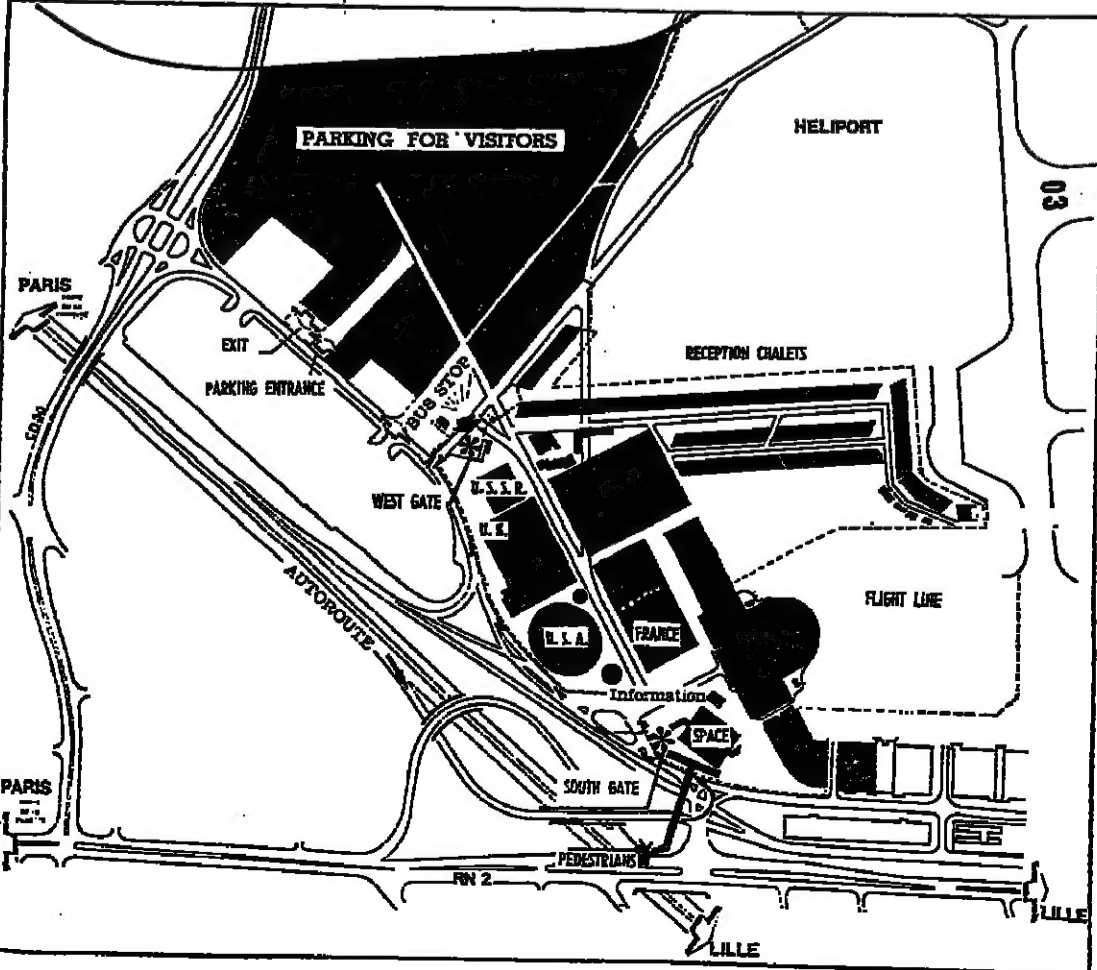 PARKING FOR VISITORS
HELIPORT
03
PARIS
EXIT
PARKING ENTRANCE
BUS STOP
RECEPTION CHALETS
C.D.30
WEST GATE
U.S.S.R.
U.K.
AUTOROUTE
FLIGHT LINE
U.S.A.
FRANCE
Information
SPACE
SOUTH GATE
PARIS
PEDESTRIANS
RN 2
LILLE
LILLE